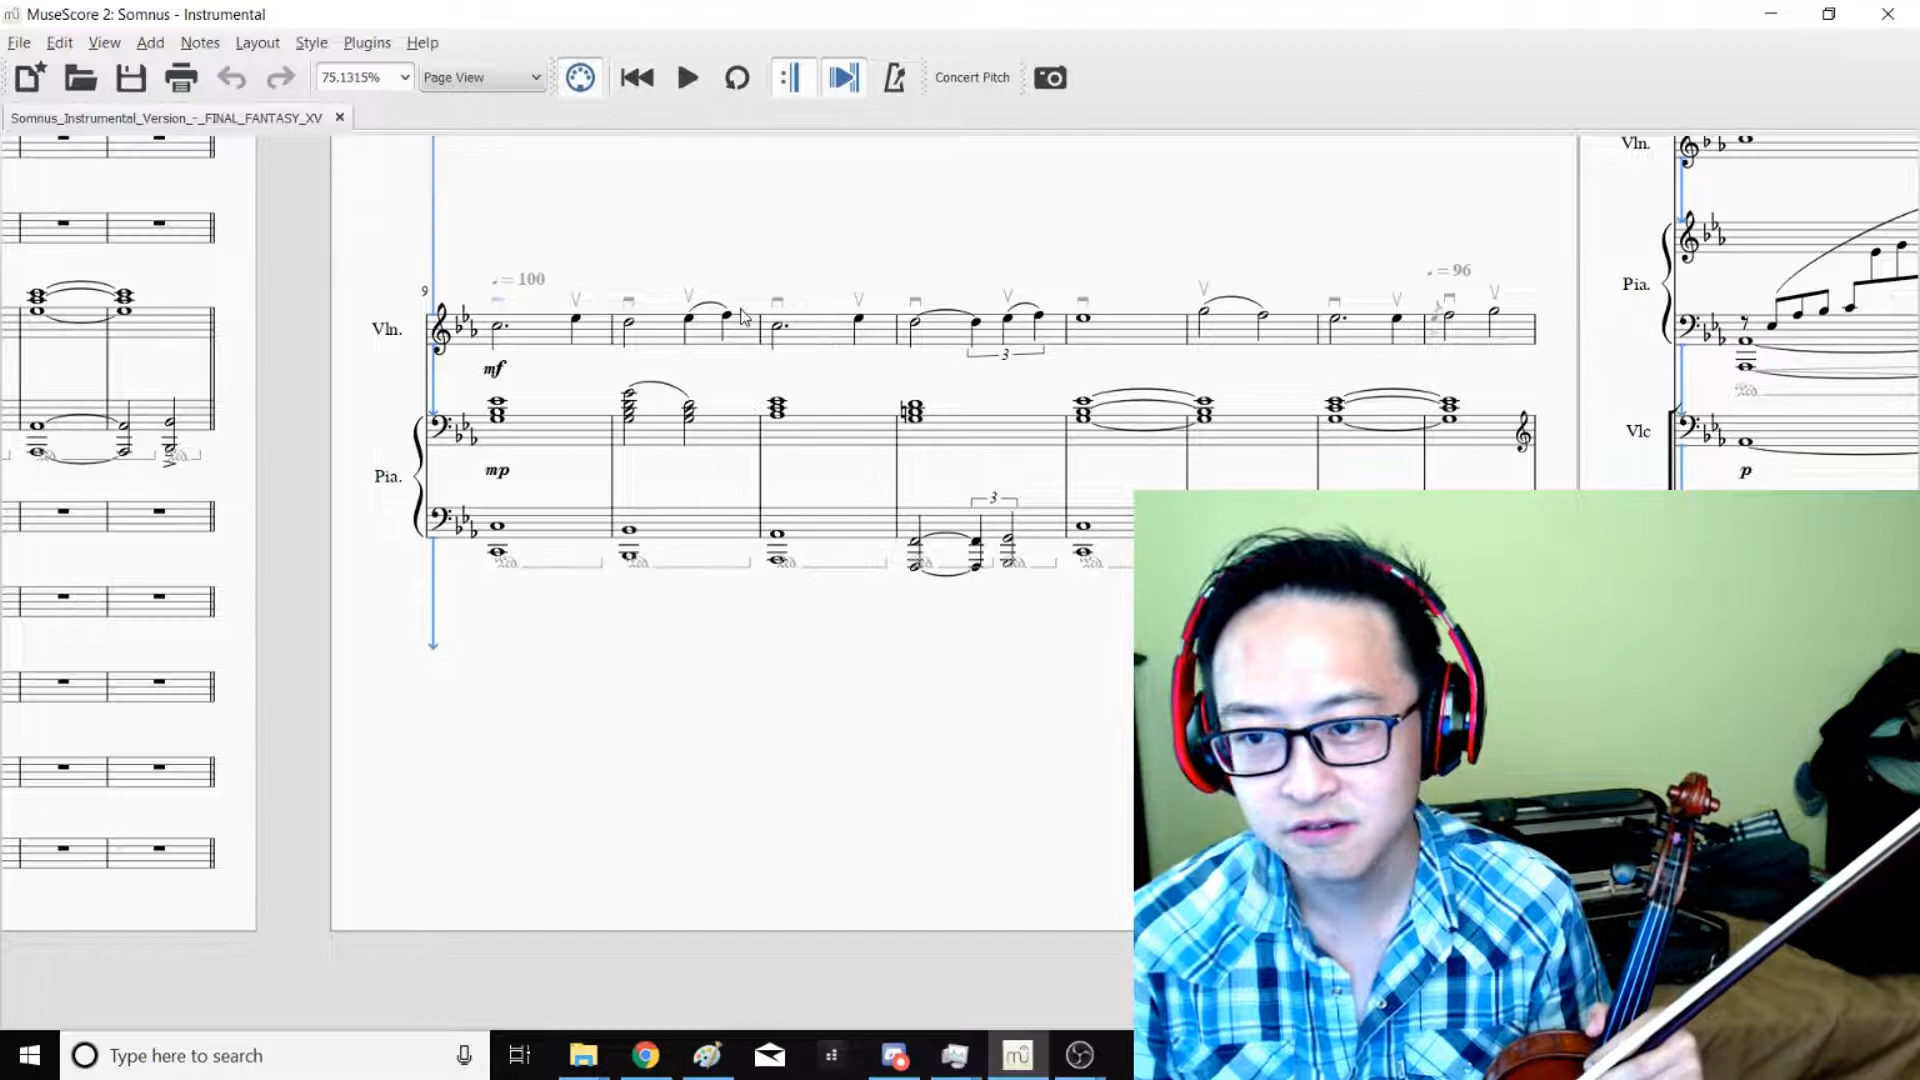 MuseScore 2: Somnus - Instrumental
File Edit View Add Notes Layout Style Plugins Help
75.1315% Page View Concert Pitch
Somnus_Instrumental_Version_-_FINAL_FANTASY_XV
= 100
= 96
9
Vln.
Vln.
3
mf
Pia.
Vlc
mp
p
Pia.
3
Type here to search